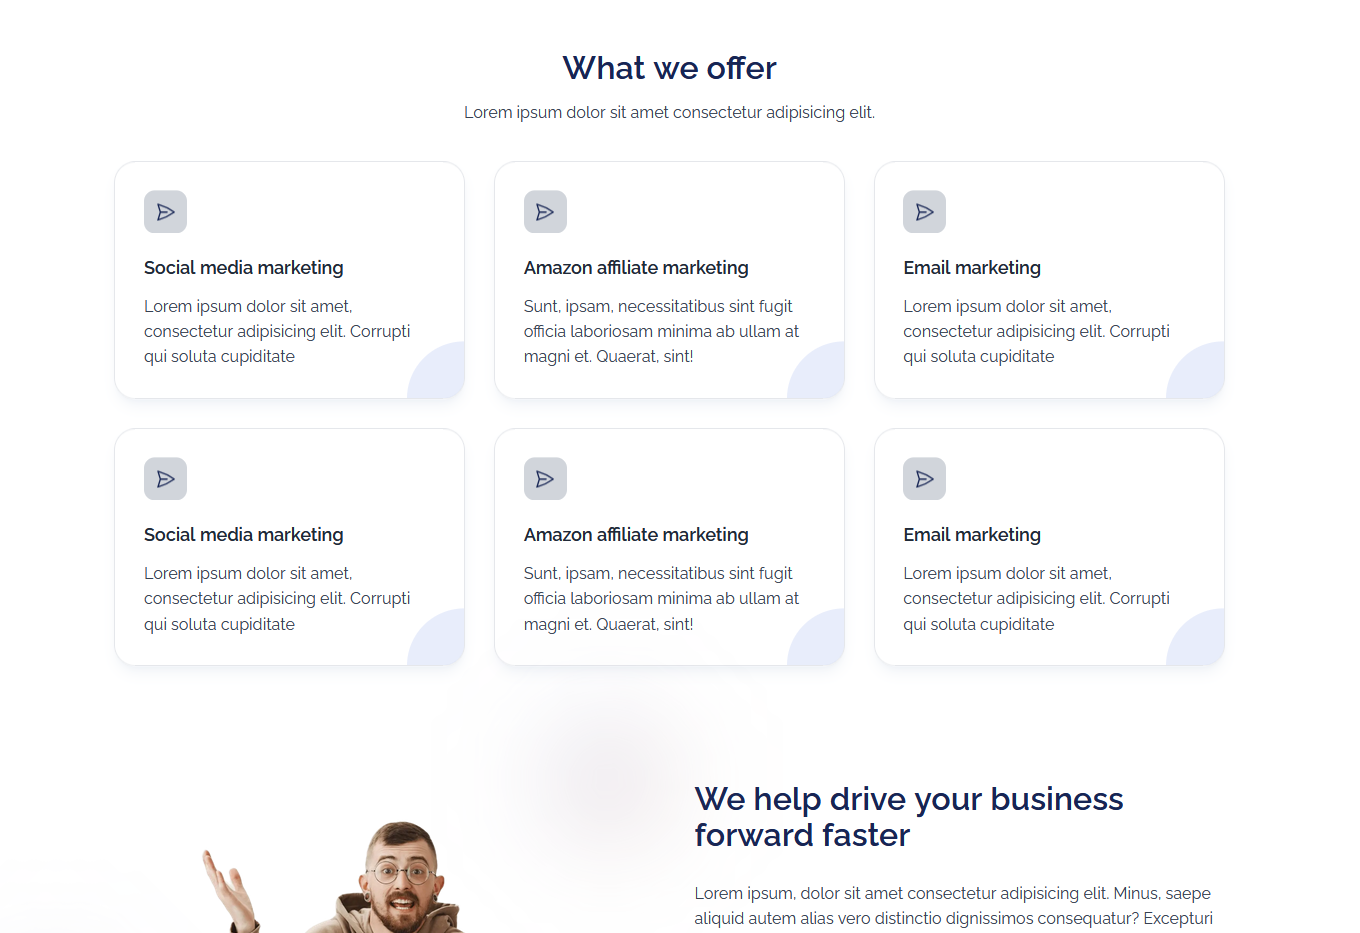 What we offer
Lorem ipsum dolor sit amet consectetur adipisicing elit.
Social media marketing
Lorem ipsum dolor sit amet,
consectetur adipisicing elit. Corrupti
qui soluta cupiditate
Amazon affiliate marketing
Sunt, ipsam, necessitatibus sint fugit
officia laboriosam minima ab ullam at
magni et. Quaerat, sint!
Email marketing
Lorem ipsum dolor sit amet,
consectetur adipisicing elit. Corrupti
qui soluta cupiditate
Social media marketing
Lorem ipsum dolor sit amet,
consectetur adipisicing elit. Corrupti
qui soluta cupiditate
Amazon affiliate marketing
Sunt, ipsam, necessitatibus sint fugit
officia laboriosam minima ab ullam at
magni et. Quaerat, sint!
Email marketing
Lorem ipsum dolor sit amet,
consectetur adipisicing elit. Corrupti
qui soluta cupiditate
We help drive your business
forward faster
Lorem ipsum, dolor sit amet consectetur adipisicing elit. Minus, saepe
aliquid autem alias vero distinctio dignissimos consequatur? Excepturi